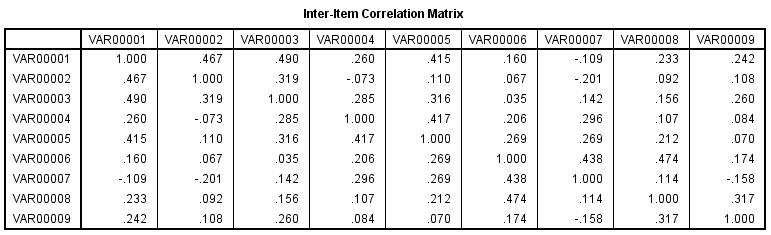 Inter-Item Correlation Matrix
VAR00001 VAR00002 VAR00003 VAR00004 VAR00005 VAR00006 VAR00007 VAR00008 VAR00009
VAR00001 1.000 .467 .490 .260 .415 .160 -.109 .233 .242
VAR00002 .467 1.000 .319 -.073 .110 .067 -.201 .092 .108
VAR00003 .490 .319 1.000 .285 .316 .035 .142 .156 .260
VAR00004 .260 -.073 .285 1.000 .417 .206 .296 .107 .084
VAR00005 .415 .110 .316 .417 1.000 .269 .269 .212 .070
VAR00006 .160 .067 .035 .206 .269 1.000 .438 .474 .174
VAR00007 -.109 -.201 .142 .296 .269 .438 1.000 .114 -.158
VAR00008 .233 .092 .156 .107 .212 .474 .114 1.000 .317
VAR00009 .242 .108 .260 .084 .070 .174 -.158 .317 1.000